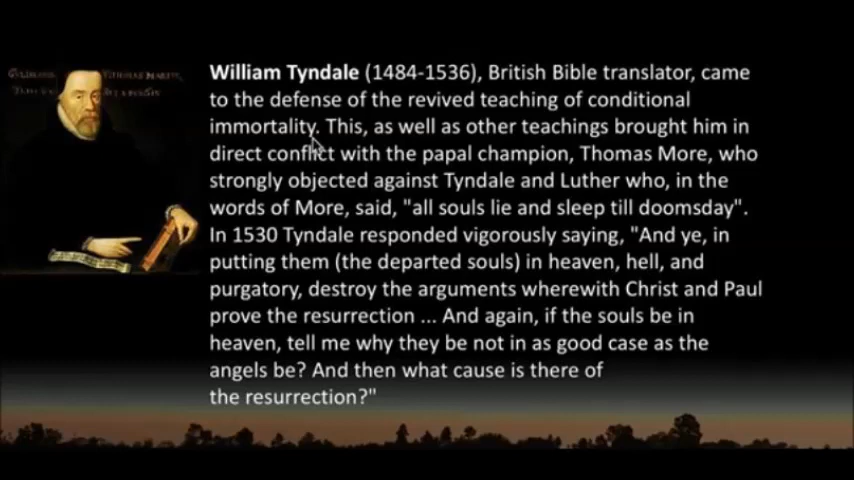 William Tyndale (1484-1536), British Bible translator, came
to the defense of the revived teaching of conditional
immortality. This, as well as other teachings brought him in
direct conflict with the papal champion, Thomas More, who
strongly objected against Tyndale and Luther who, in the
words of More, said, "all souls lie and sleep till doomsday".
In 1530 Tyndale responded vigorously saying, "And ye, in
putting them (the departed souls) in heaven, hell, and
purgatory, destroy the arguments wherewith Christ and Paul
prove the resurrection ... And again, if the souls be in
heaven, tell me why they be not in as good case as the
angels be? And then what cause is there of
the resurrection?"